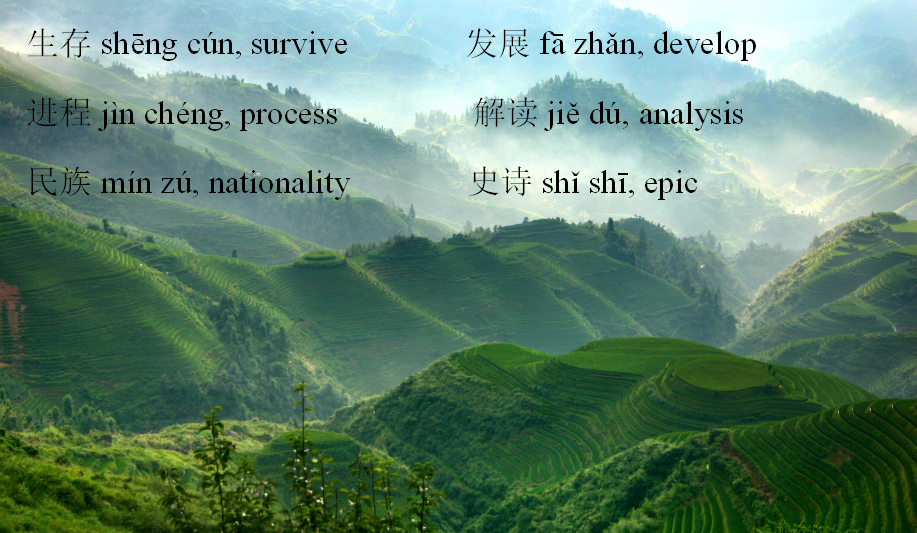 生存 shēng cún, survive
发展 fā zhǎn, develop
进程 jìn chéng, process
解读 jiě dú, analysis
民族 mín zú, nationality
史诗 shǐ shī, epic